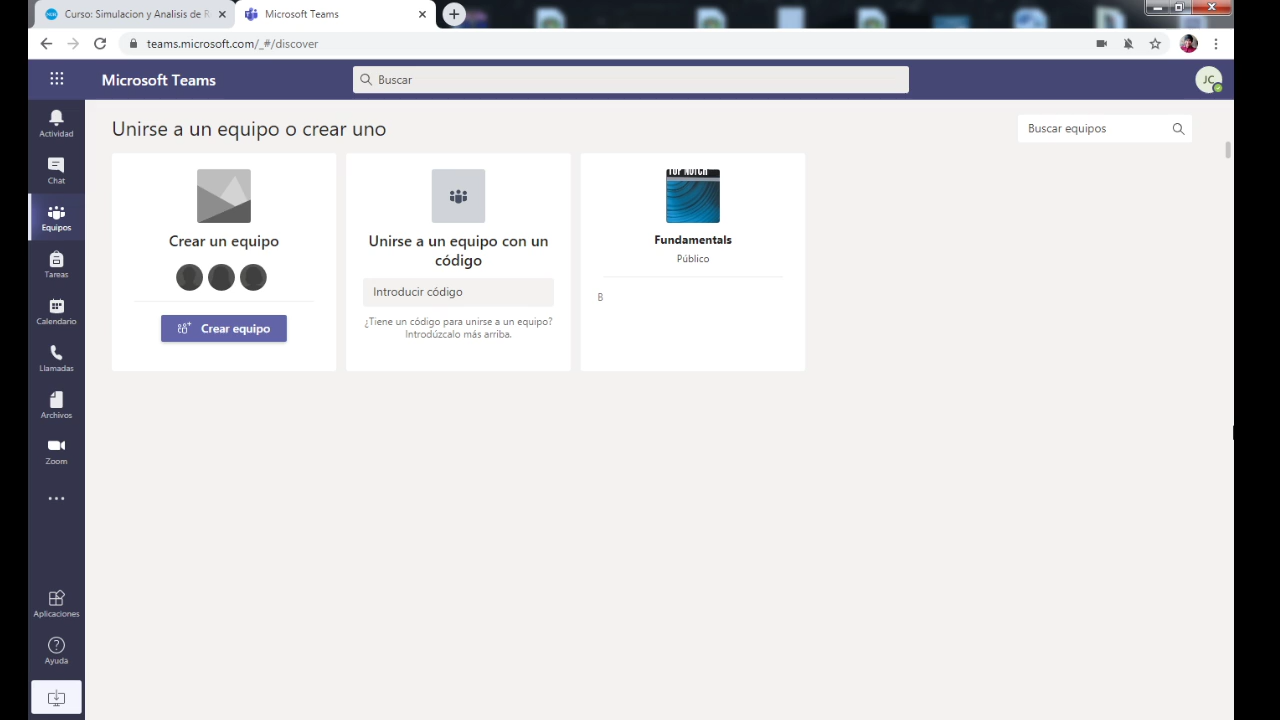 Curso: Simulacion y Analisis de R
Microsoft Teams
teams.microsoft.com/_#/discover
Microsoft Teams
Buscar
JC
Actividad
Chat
Equipos
Tareas
Calendario
Llamadas
Archivos
Zoom
Aplicaciones
Ayuda
Unirse a un equipo o crear uno
Buscar equipos
Crear un equipo
Crear equipo
Unirse a un equipo con un
código
Introducir código
¿Tiene un código para unirse a un equipo?
Introdúzcalo más arriba.
TOP NOTCH
Fundamentals
Público
B